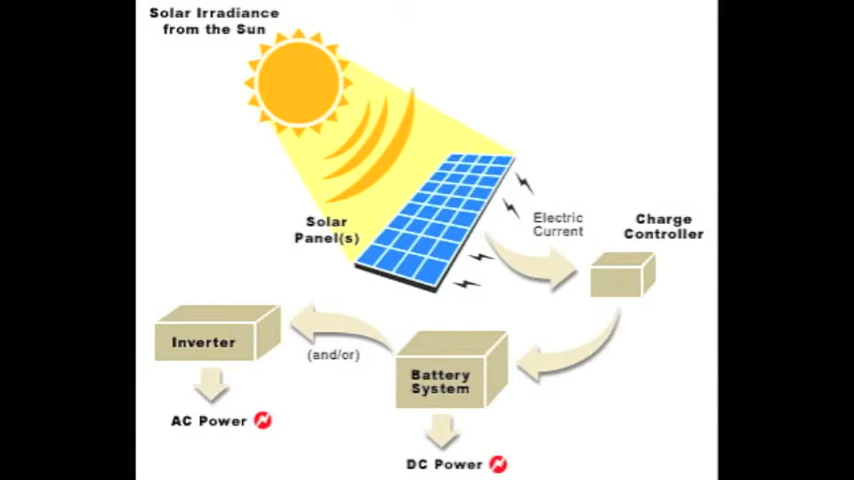 Solar Irradiance
from the Sun
Solar
Panel(s)
Electric
Current
Charge
Controller
Inverter
(and/or)
Battery
System
AC Power
DC Power